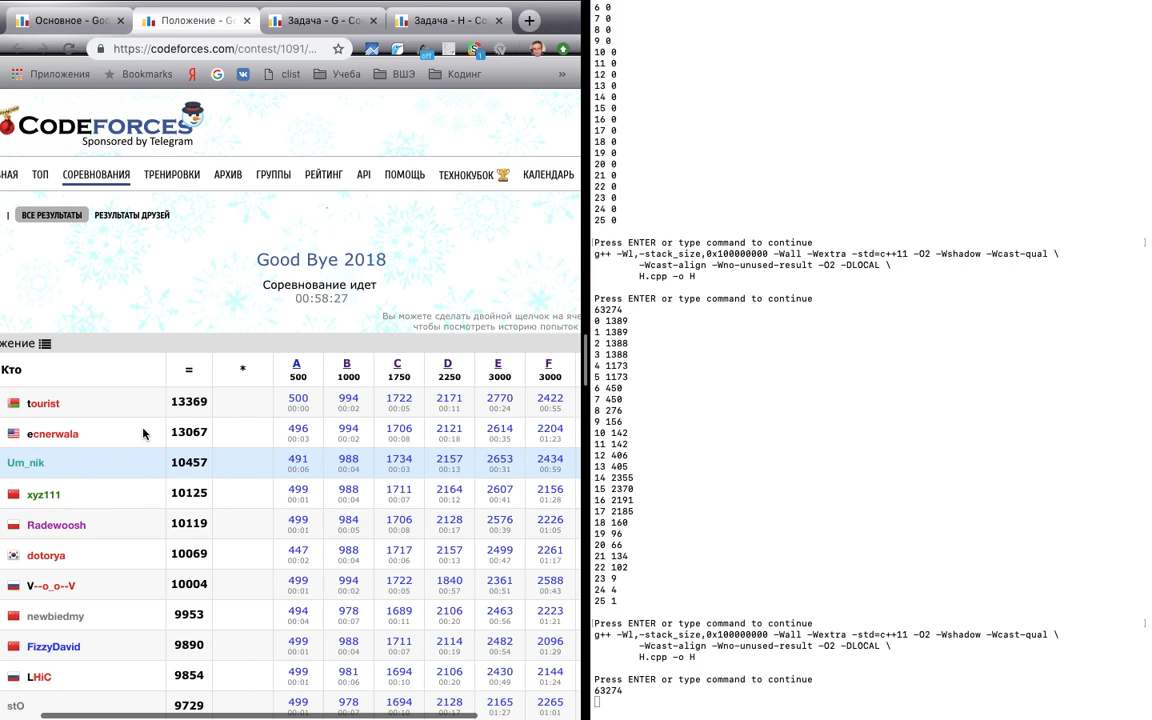 Основное - Goo
Положение - G
Задача - G - Co
Задача - H - Co
https://codeforces.com/contest/1091/...
off
1
Приложения
Bookmarks
Я
G
clist
Учеба
ВШЭ
Кодинг
»
CODEFORCES
Sponsored by Telegram
НАЯ ТОП СОРЕВНОВАНИЯ ТРЕНИРОВКИ АРХИВ ГРУППЫ РЕЙТИНГ API ПОМОЩЬ ТЕХНОКУБОК КАЛЕНДАРЬ
| ВСЕ РЕЗУЛЬТАТЫ РЕЗУЛЬТАТЫ ДРУЗЕЙ
Good Bye 2018
Соревнование идет
00:58:27
Вы можете сделать двойной щелчок на яче
чтобы посмотреть историю попыток
жение
Кто = * A B C D E F
500 1000 1750 2250 3000 3000
tourist 13369 500 994 1722 2171 2770 2422
00:00 00:02 00:05 00:11 00:24 00:55
ecnerwala 13067 496 994 1706 2121 2614 2204
00:03 00:02 00:08 00:18 00:35 01:23
Um_nik 10457 491 988 1734 2157 2653 2434
00:06 00:04 00:03 00:13 00:31 00:59
xyz111 10125 499 988 1711 2164 2607 2156
00:01 00:04 00:07 00:12 00:41 01:28
Radewoosh 10119 499 984 1706 2128 2576 2226
00:01 00:05 00:08 00:17 00:39 01:05
dotorya 10069 447 988 1717 2157 2499 2261
00:02 00:04 00:06 00:13 00:47 01:17
V--o_o--V 10004 499 994 1722 1840 2361 2588
00:01 00:02 00:05 00:57 00:51 00:43
newbiedmy 9953 494 978 1689 2106 2463 2223
00:04 00:07 00:11 00:20 00:56 01:21
FizzyDavid 9890 499 988 1711 2114 2482 2096
00:01 00:04 00:07 00:19 00:54 01:29
LHiC 9854 499 981 1694 2106 2430 2144
00:01 00:06 00:10 00:20 00:49 01:24
stO 9729 499 978 1694 2128 2165 2265
00:01 00:07 00:10 00:17 01:27 01:01
6 0
7 0
8 0
9 0
10 0
11 0
12 0
13 0
14 0
15 0
16 0
17 0
18 0
19 0
20 0
21 0
22 0
23 0
24 0
25 0
Press ENTER or type command to continue
g++ -Wl,-stack_size,0x100000000 -Wall -Wextra -std=c++11 -O2 -Wshadow -Wcast-qual \
-Wcast-align -Wno-unused-result -O2 -DLOCAL \
H.cpp -o H
Press ENTER or type command to continue
63274
0 1389
1 1389
2 1388
3 1388
4 1173
5 1173
6 450
7 450
8 276
9 156
10 142
11 142
12 406
13 405
14 2355
15 2370
16 2191
17 2185
18 160
19 96
20 66
21 134
22 102
23 9
24 4
25 1
Press ENTER or type command to continue
g++ -Wl,-stack_size,0x100000000 -Wall -Wextra -std=c++11 -O2 -Wshadow -Wcast-qual \
-Wcast-align -Wno-unused-result -O2 -DLOCAL \
H.cpp -o H
Press ENTER or type command to continue
63274